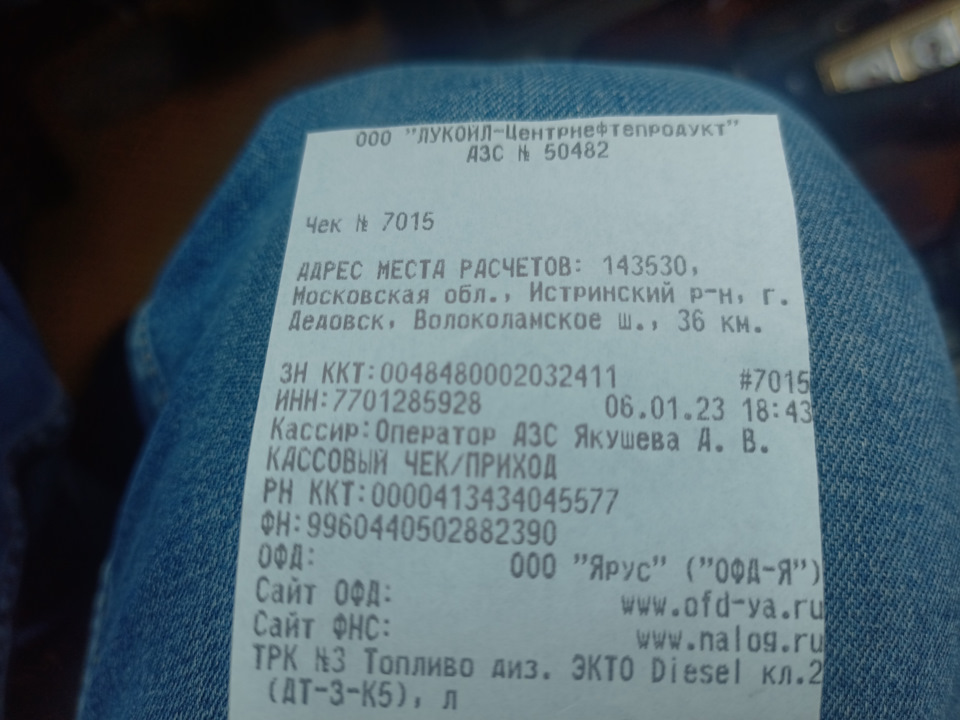 ООО "ЛУКОЙЛ-Центрнефтепродукт"
АЗС № 50482
Чек № 7015
АДРЕС МЕСТА РАСЧЕТОВ: 143530,
Московская обл., Истринский р-н, г.
Дедовск, Волоколамское ш., 36 км.
ЗН ККТ:0048480002032411 #7015
ИНН:7701285928 06.01.23 18:43
Кассир:Оператор АЗС Якушева А. В.
КАССОВЫЙ ЧЕК/ПРИХОД
РН ККТ:0000413434045577
ФН:9960440502882390
ОФД: ООО "Ярус" ("ОФД-Я")
Сайт ОФД: www.ofd-ya.ru
Сайт ФНС: www.nalog.ru
ТРК №3 Топливо диз. ЭКТО Diesel кл.2
(ДТ-З-К5), л